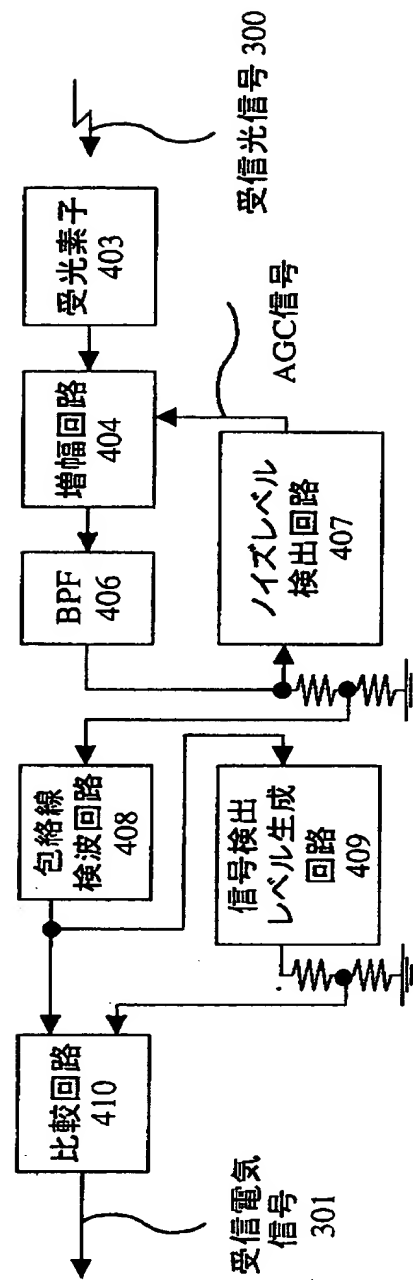 受信光信号 300
受光素子
403
増幅回路
404
AGC信号
BPF
406
ノイズレベル
検出回路
407
包絡線
検波回路
408
信号検出
レベル生成
回路
409
比較回路
410
受信電気
信号
301